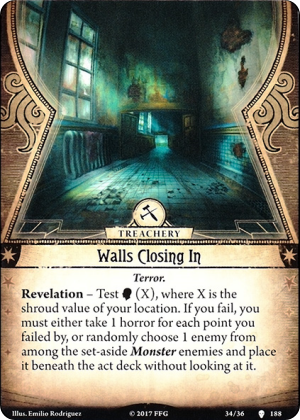 TREACHERY
Walls Closing In
Terror.
Revelation – Test (X), where X is the
shroud value of your location. If you fail, you
must either take 1 horror for each point you
failed by, or randomly choose 1 enemy from
among the set-aside Monster enemies and place
it beneath the act deck without looking at it.
Illus. Emilio Rodriguez © 2017 FFG 34/36 188